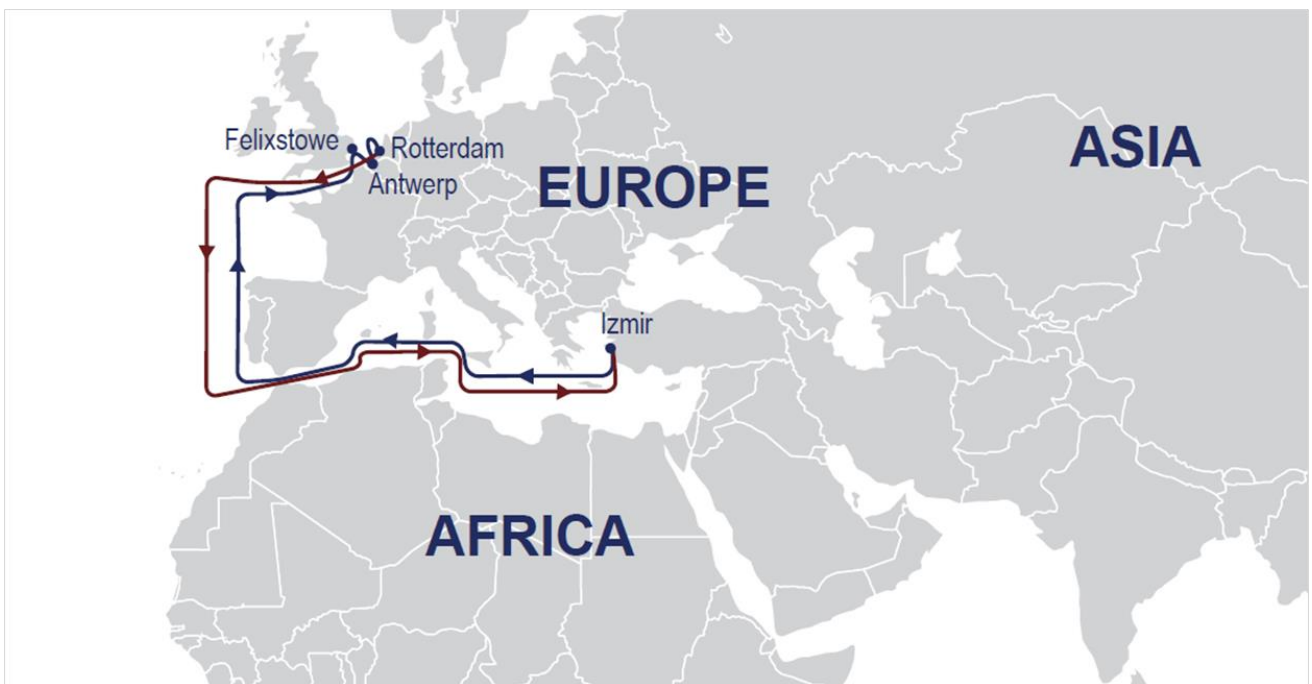 ASIA
Felixstowe
Rotterdam
Antwerp
EUROPE
Izmir
AFRICA